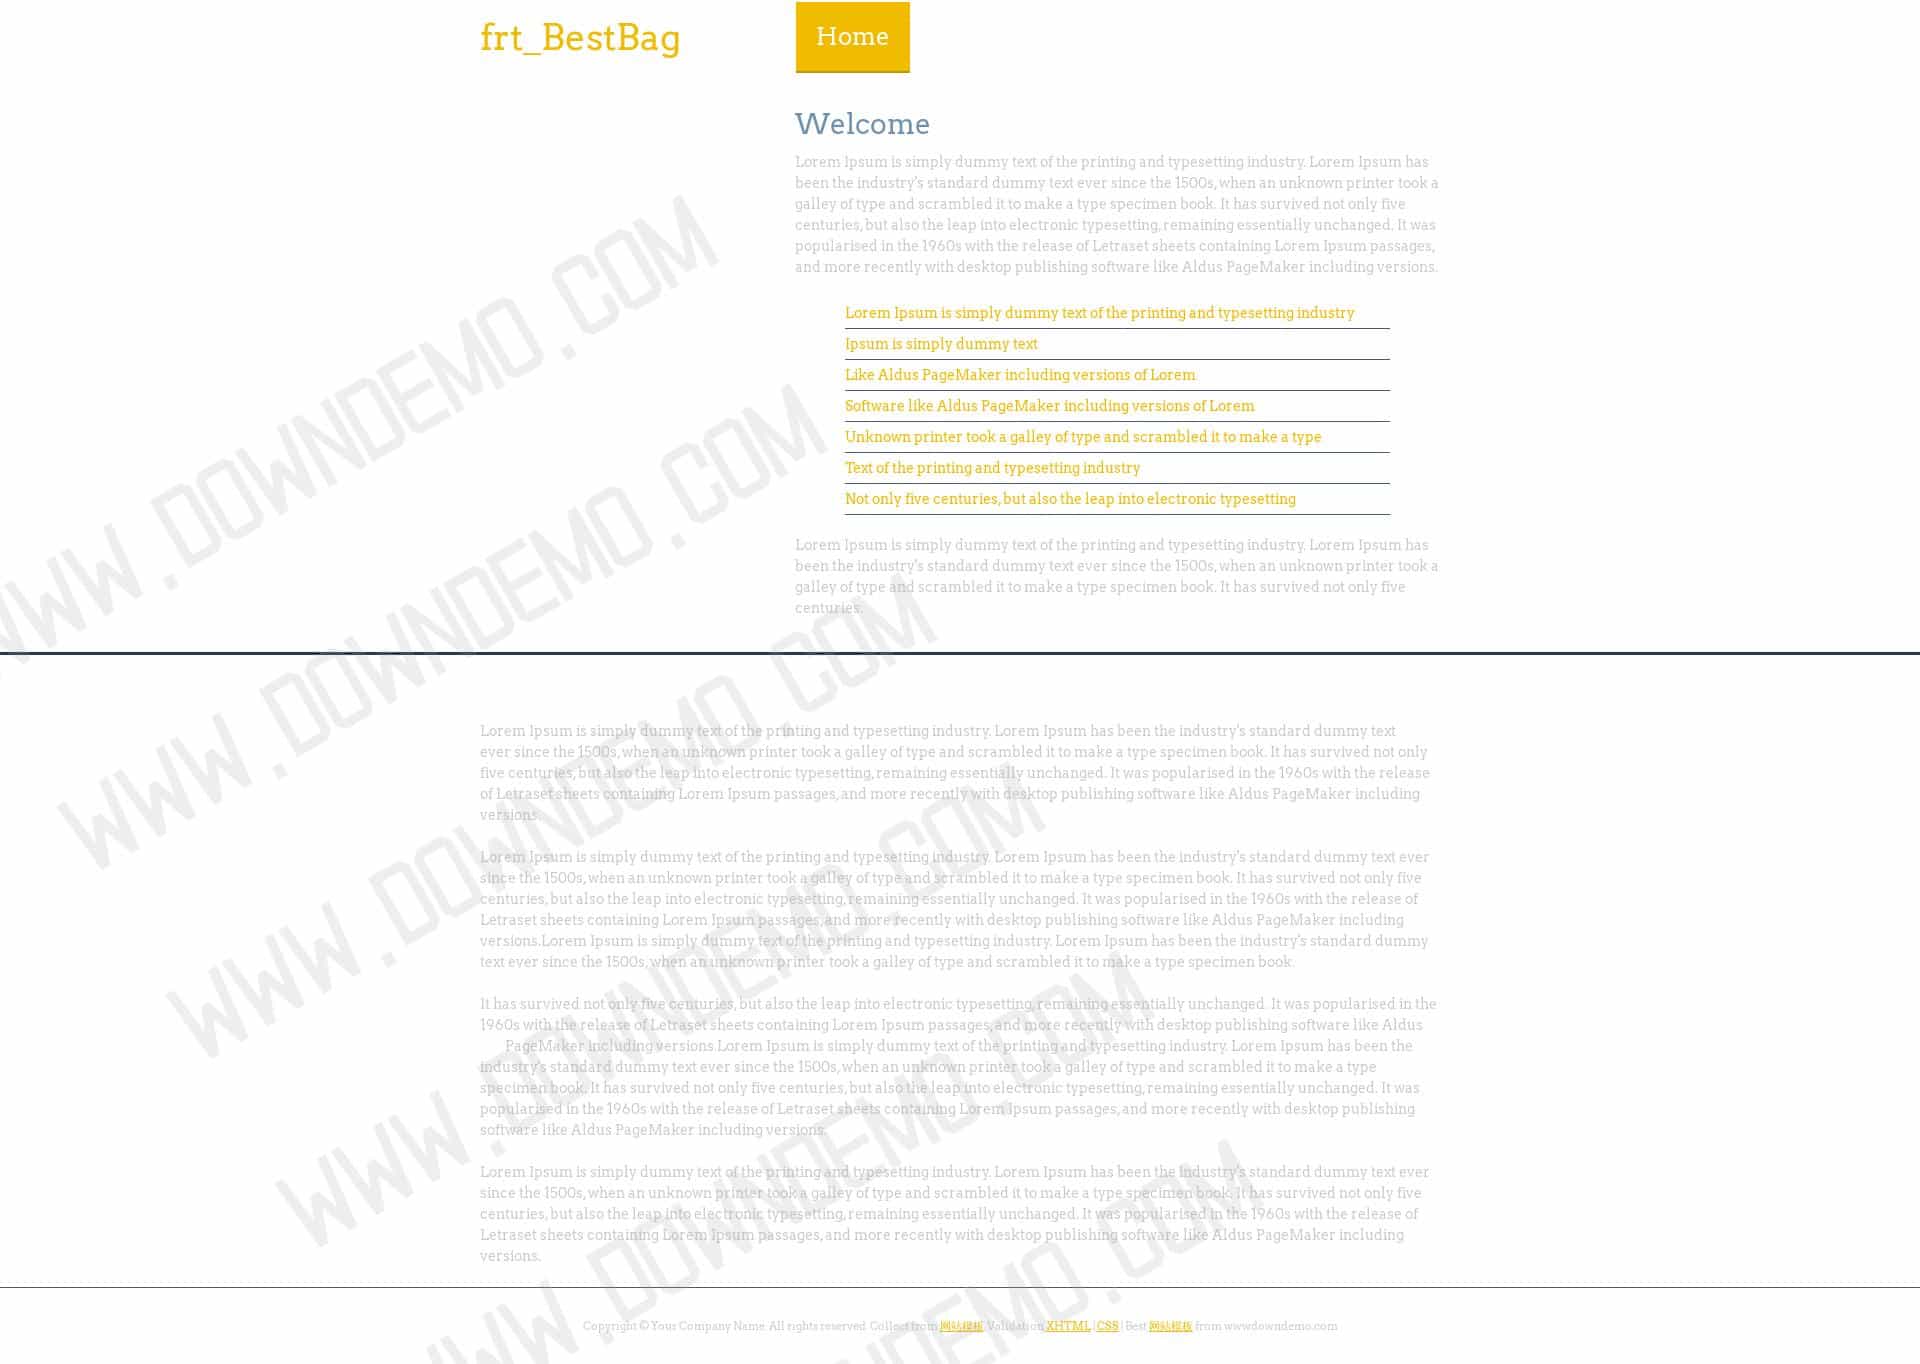 frt_BestBag
Home
Welcome
Lorem Ipsum is simply dummy text of the printing and typesetting industry. Lorem Ipsum has
been the industry's standard dummy text ever since the 1500s, when an unknown printer took a
galley of type and scrambled it to make a type specimen book. It has survived not only five
centuries, but also the leap into electronic typesetting, remaining essentially unchanged. It was
popularised in the 1960s with the release of Letraset sheets containing Lorem Ipsum passages,
and more recently with desktop publishing software like Aldus PageMaker including versions.
Lorem Ipsum is simply dummy text of the printing and typesetting industry
Ipsum is simply dummy text
Like Aldus PageMaker including versions of Lorem
Software like Aldus PageMaker including versions of Lorem
Unknown printer took a galley of type and scrambled it to make a type
Text of the printing and typesetting industry
Not only five centuries, but also the leap into electronic typesetting
Lorem Ipsum is simply dummy text of the printing and typesetting industry. Lorem Ipsum has
been the industry's standard dummy text ever since the 1500s, when an unknown printer took a
galley of type and scrambled it to make a type specimen book. It has survived not only five
centuries.
Lorem Ipsum is simply dummy text of the printing and typesetting industry. Lorem Ipsum has been the industry's standard dummy text
ever since the 1500s, when an unknown printer took a galley of type and scrambled it to make a type specimen book. It has survived not only
five centuries, but also the leap into electronic typesetting, remaining essentially unchanged. It was popularised in the 1960s with the release
of Letraset sheets containing Lorem Ipsum passages, and more recently with desktop publishing software like Aldus PageMaker including
versions.
Lorem Ipsum is simply dummy text of the printing and typesetting industry. Lorem Ipsum has been the industry's standard dummy text ever
since the 1500s, when an unknown printer took a galley of type and scrambled it to make a type specimen book. It has survived not only five
centuries, but also the leap into electronic typesetting, remaining essentially unchanged. It was popularised in the 1960s with the release of
Letraset sheets containing Lorem Ipsum passages, and more recently with desktop publishing software like Aldus PageMaker including
versions.Lorem Ipsum is simply dummy text of the printing and typesetting industry. Lorem Ipsum has been the industry's standard dummy
text ever since the 1500s, when an unknown printer took a galley of type and scrambled it to make a type specimen book.
It has survived not only five centuries, but also the leap into electronic typesetting, remaining essentially unchanged. It was popularised in the
1960s with the release of Letraset sheets containing Lorem Ipsum passages, and more recently with desktop publishing software like Aldus
PageMaker including versions.Lorem Ipsum is simply dummy text of the printing and typesetting industry. Lorem Ipsum has been the
industry's standard dummy text ever since the 1500s, when an unknown printer took a galley of type and scrambled it to make a type
specimen book. It has survived not only five centuries, but also the leap into electronic typesetting, remaining essentially unchanged. It was
popularised in the 1960s with the release of Letraset sheets containing Lorem Ipsum passages, and more recently with desktop publishing
software like Aldus PageMaker including versions.
Lorem Ipsum is simply dummy text of the printing and typesetting industry. Lorem Ipsum has been the industry's standard dummy text ever
since the 1500s, when an unknown printer took a galley of type and scrambled it to make a type specimen book. It has survived not only five
centuries, but also the leap into electronic typesetting, remaining essentially unchanged. It was popularised in the 1960s with the release of
Letraset sheets containing Lorem Ipsum passages, and more recently with desktop publishing software like Aldus PageMaker including
versions.
Copyright © Your Company Name. All rights reserved. Collect from 网站模板 Validation XHTML | CSS | Best 网站模板 from wwwdowndemo.com
WWW.DOWNDEMO.COM
WWW.DOWNDEMO.COM
WWW.DOWNDEMO.COM
WWW.DOWNDEMO.COM
WWW.DOWNDEMO.COM
NDEMO.COM